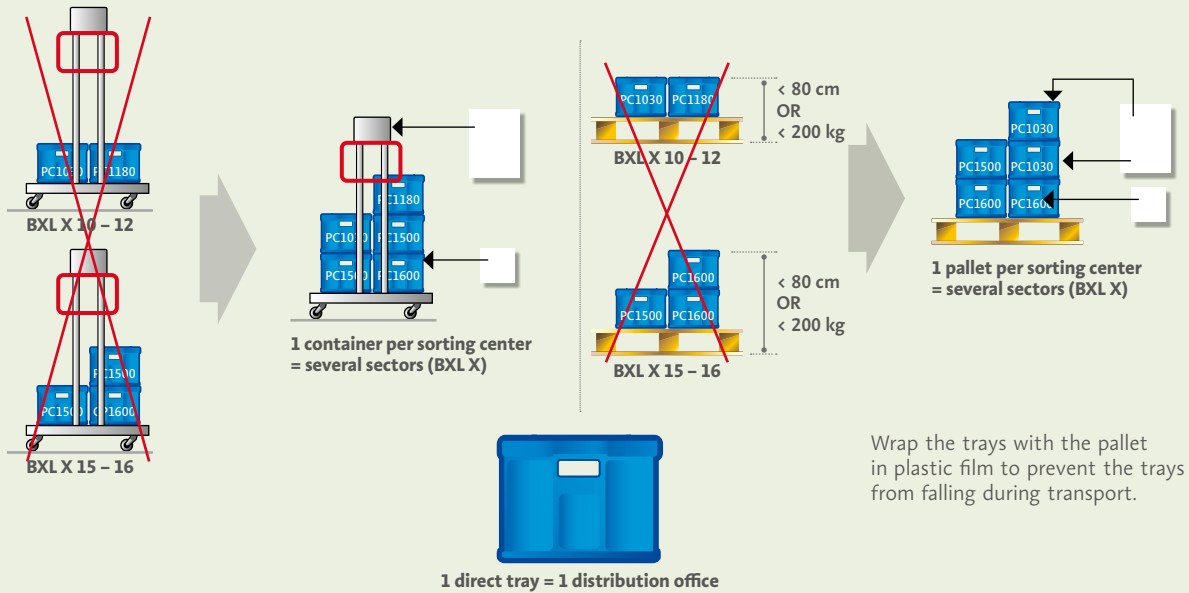 PC1030 PC1180
BXL X 10 – 12
PC1500
PC1500 CP1600
BXL X 15 – 16
PC1180
PC1030 PC1500
PC1500 PC1600
1 container per sorting center
= several sectors (BXL X)
PC1030 PC1180
BXL X 10 – 12
< 80 cm
OR
< 200 kg
PC1600
PC1500 PC1600
BXL X 15 – 16
< 80 cm
OR
< 200 kg
PC1030
PC1500 PC1030
PC1600 PC1600
1 pallet per sorting center
= several sectors (BXL X)
Wrap the trays with the pallet
in plastic film to prevent the trays
from falling during transport.
1 direct tray = 1 distribution office